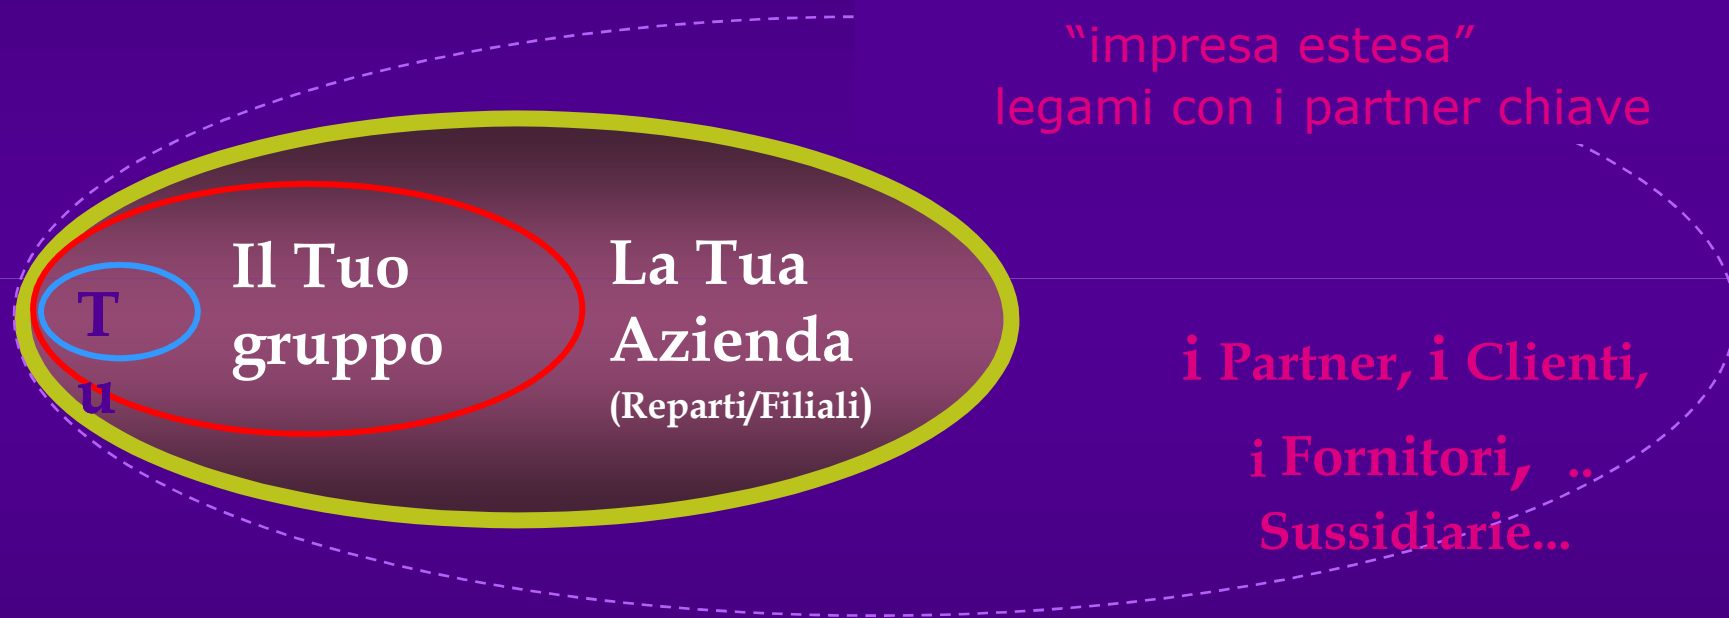 “impresa estesa”
legami con i partner chiave
T
u
Il Tuo
gruppo
La Tua
Azienda
(Reparti/Filiali)
i Partner, i Clienti,
i Fornitori, ..
Sussidiarie...